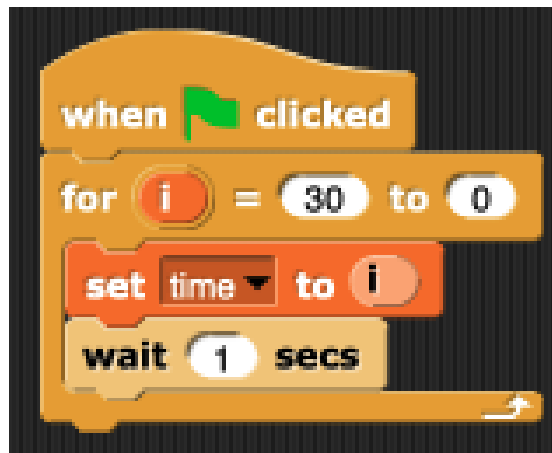 when clicked
for i = 30 to 0
set time to i
wait 1 secs